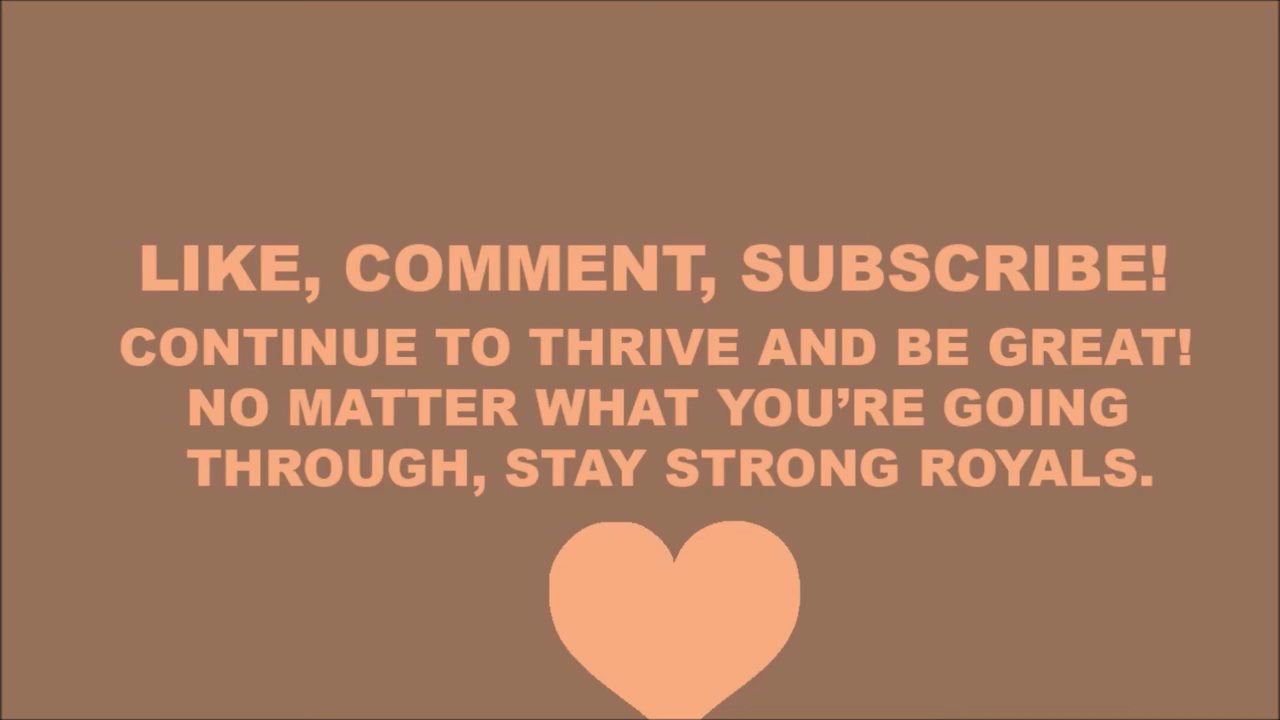 LIKE, COMMENT, SUBSCRIBE!
CONTINUE TO THRIVE AND BE GREAT!
NO MATTER WHAT YOU’RE GOING
THROUGH, STAY STRONG ROYALS.